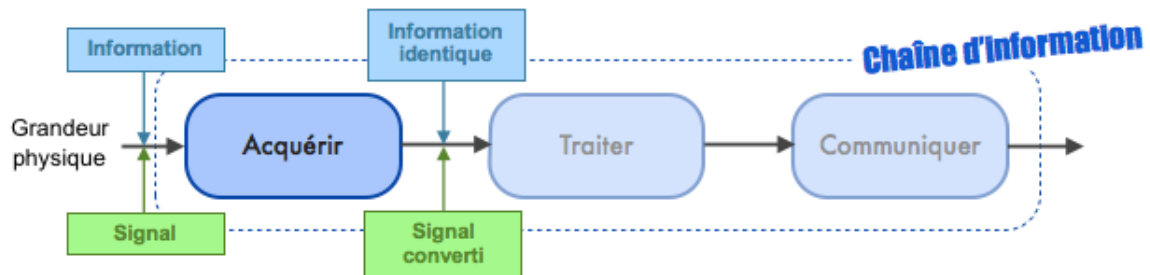 Chaîne d'information
Information
Information
identique
Grandeur
physique
Acquérir
Traiter
Communiquer
Signal
Signal
converti